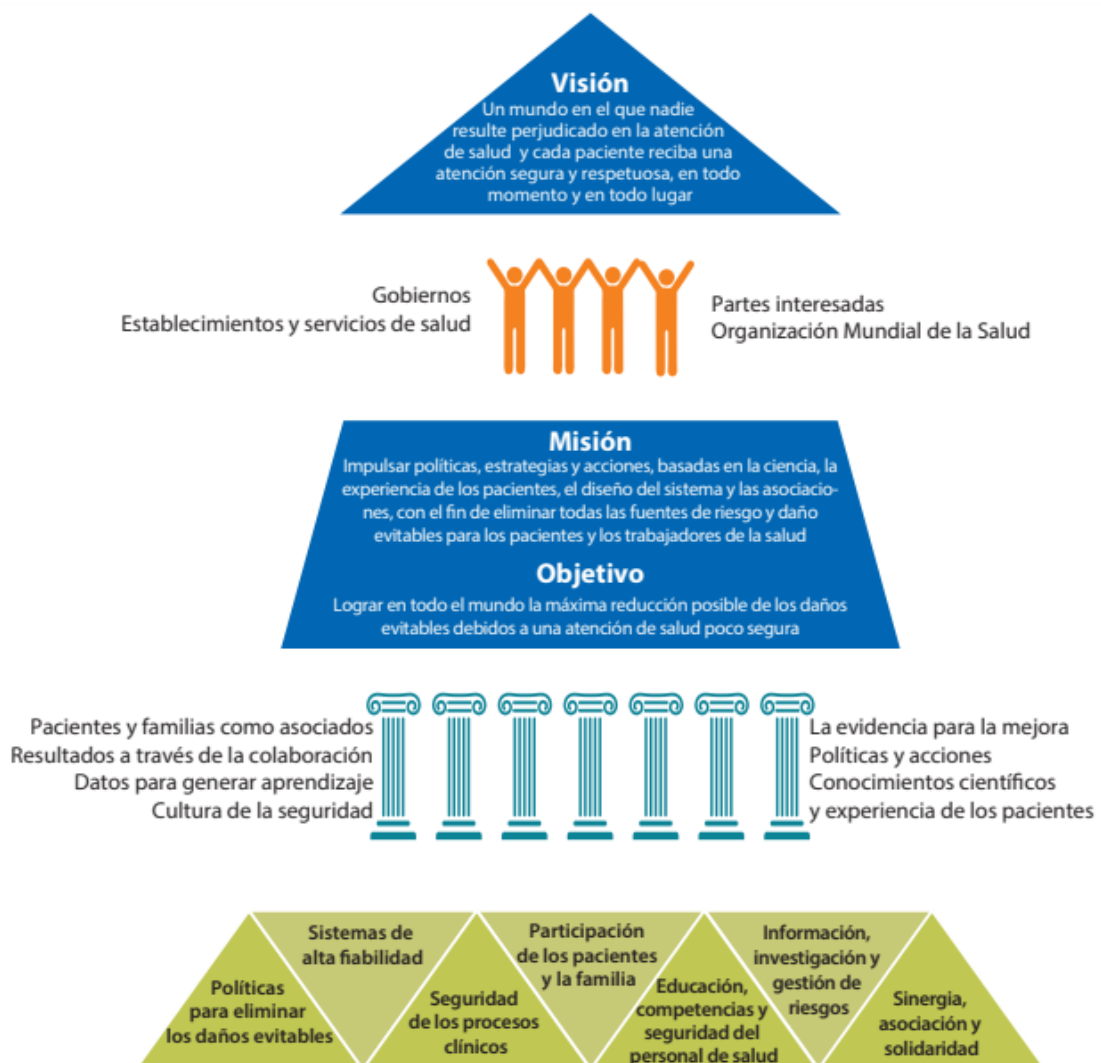 Visión
Un mundo en el que nadie
resulte perjudicado en la atención
de salud y cada paciente reciba una
atención segura y respetuosa, en todo
momento y en todo lugar
Gobiernos
Establecimientos y servicios de salud
Partes interesadas
Organización Mundial de la Salud
Misión
Impulsar políticas, estrategias y acciones, basadas en la ciencia, la
experiencia de los pacientes, el diseño del sistema y las asociacio-
nes, con el fin de eliminar todas las fuentes de riesgo y daño
evitables para los pacientes y los trabajadores de la salud
Objetivo
Lograr en todo el mundo la máxima reducción posible de los daños
evitables debidos a una atención de salud poco segura
Pacientes y familias como asociados
Resultados a través de la colaboración
Datos para generar aprendizaje
Cultura de la seguridad
La evidencia para la mejora
Políticas y acciones
Conocimientos científicos
y experiencia de los pacientes
Políticas
para eliminar
los daños evitables
Sistemas de
alta fiabilidad
Seguridad
de los procesos
clínicos
Participación
de los pacientes
y la familia
Educación,
competencias y
seguridad del
personal de salud
Información,
investigación y
gestión de
riesgos
Sinergia,
asociación y
solidaridad